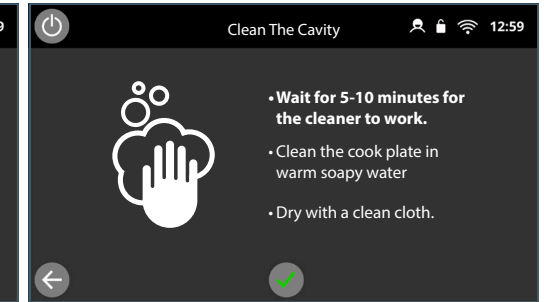 9
Clean The Cavity
12:59
• Wait for 5-10 minutes for
the cleaner to work.
• Clean the cook plate in
warm soapy water
• Dry with a clean cloth.